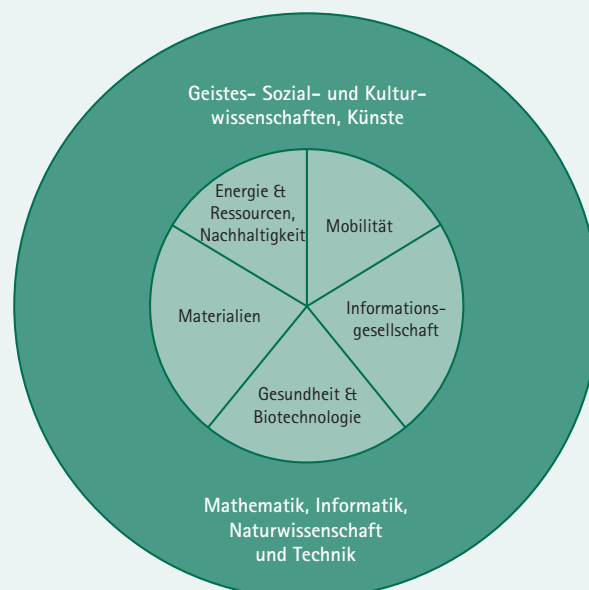 Geistes- Sozial- und Kultur-
wissenschaften, Künste
Energie &
Ressourcen,
Nachhaltigkeit
Mobilität
Materialien
Informations-
gesellschaft
Gesundheit &
Biotechnologie
Mathematik, Informatik,
Naturwissenschaft
und Technik